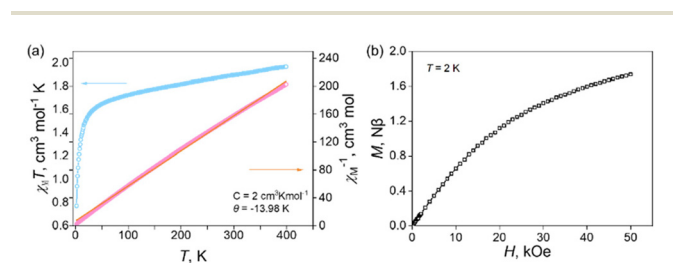 (a)
2.0
1.8
1.6
1.4
1.2
1.0
0.8
0.6
χMT, cm³ mol⁻¹ K
240
200
160
120
80
40
0
χM⁻¹, cm³ mol
C = 2 cm³Kmol⁻¹
θ = -13.98 K
0 100 200 300 400
T, K
(b)
2.0
1.6
1.2
0.8
0.4
0.0
M, Nβ
T = 2 K
0 10 20 30 40 50 60
H, kOe